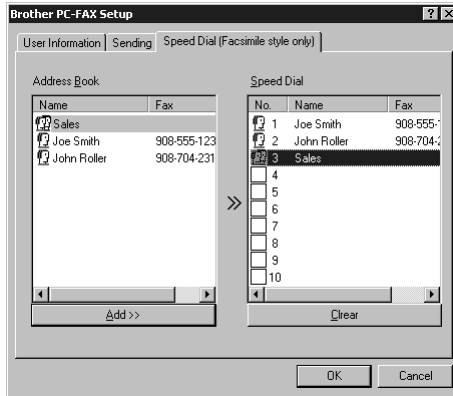 Brother PC-FAX Setup
User Information Sending Speed Dial (Facsimile style only)
Address Book
Name Fax
Sales
Joe Smith 908-555-123
John Roller 908-704-231
Add >>
>>
Speed Dial
No. Name Fax
1 Joe Smith 908-555-
2 John Roller 908-704-
3 Sales
4
5
6
7
8
9
10
Clrear
OK Cancel